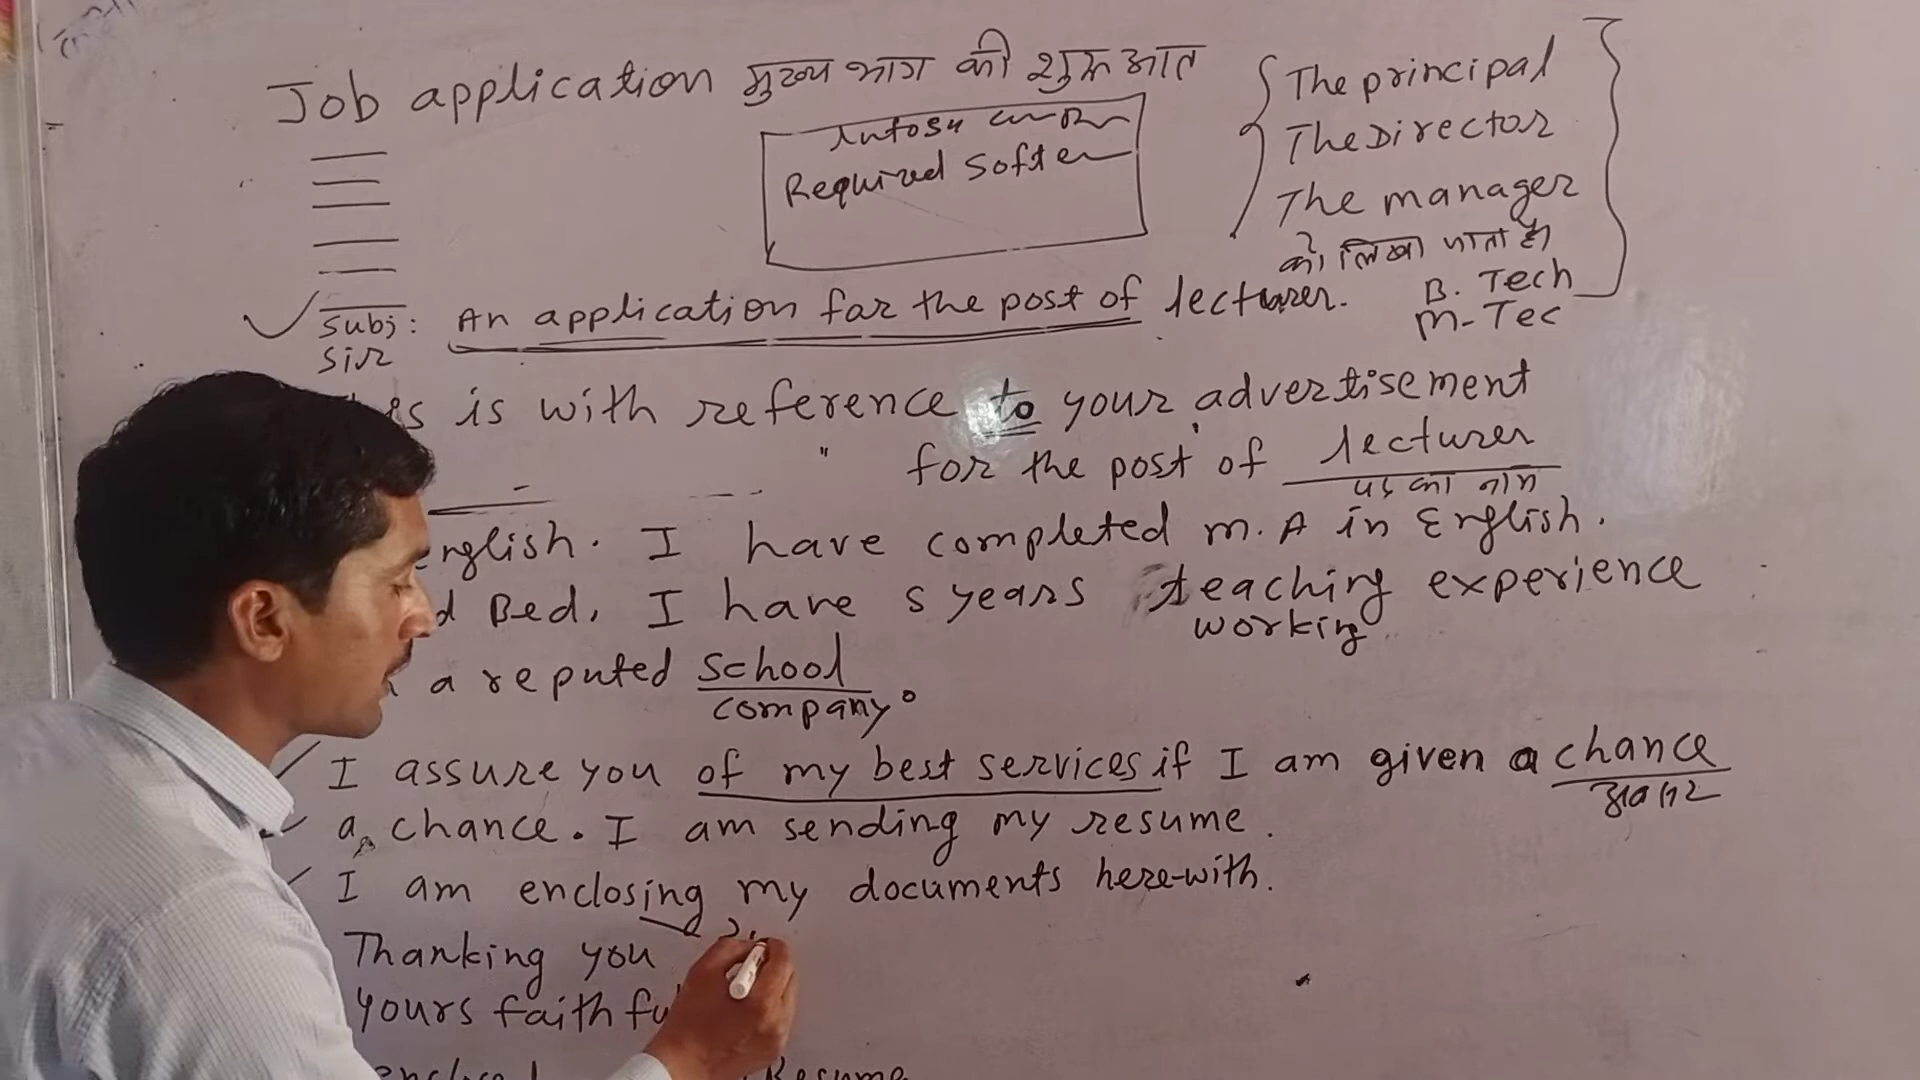 Job application मुख्य भाग की शुरूआत
Required
The principal
The Director
The manager
को लिखा जाता है।
B. Tech
M-Tec
Subj: An application for the post of lecturer.
Sir
is is with reference to your advertisement
" for the post of lecturer
पद का नाम
nglish. I have completed M.A in English.
d Bed, I have 5 years teaching experience
working
a reputed school
company.
I assure you of my best services if I am given a chance
अवसर
a chance. I am sending my resume.
I am enclosing my documents here-with.
Thanking you
yours faithfu
Resume